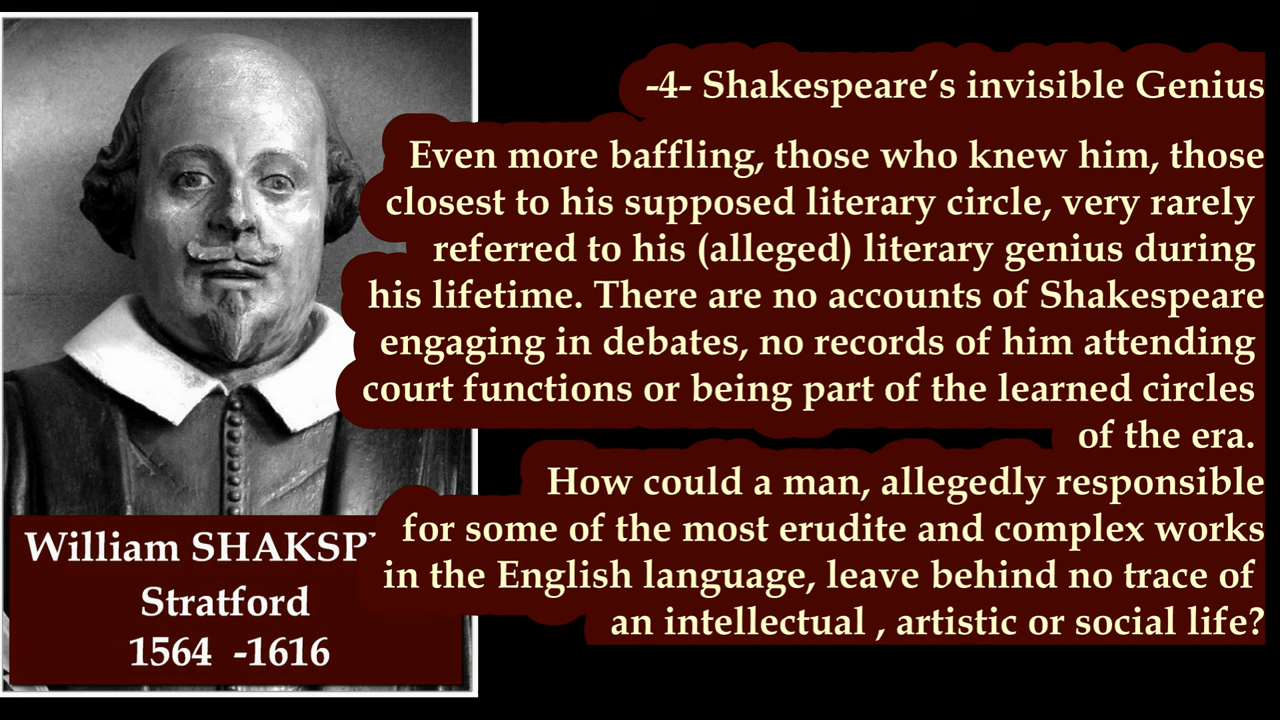 -4- Shakespeare’s invisible Genius
Even more baffling, those who knew him, those
closest to his supposed literary circle, very rarely
referred to his (alleged) literary genius during
his lifetime. There are no accounts of Shakespeare
engaging in debates, no records of him attending
court functions or being part of the learned circles
of the era.
How could a man, allegedly responsible
for some of the most erudite and complex works
in the English language, leave behind no trace of
an intellectual , artistic or social life?
William
Stratford
1564 -1616